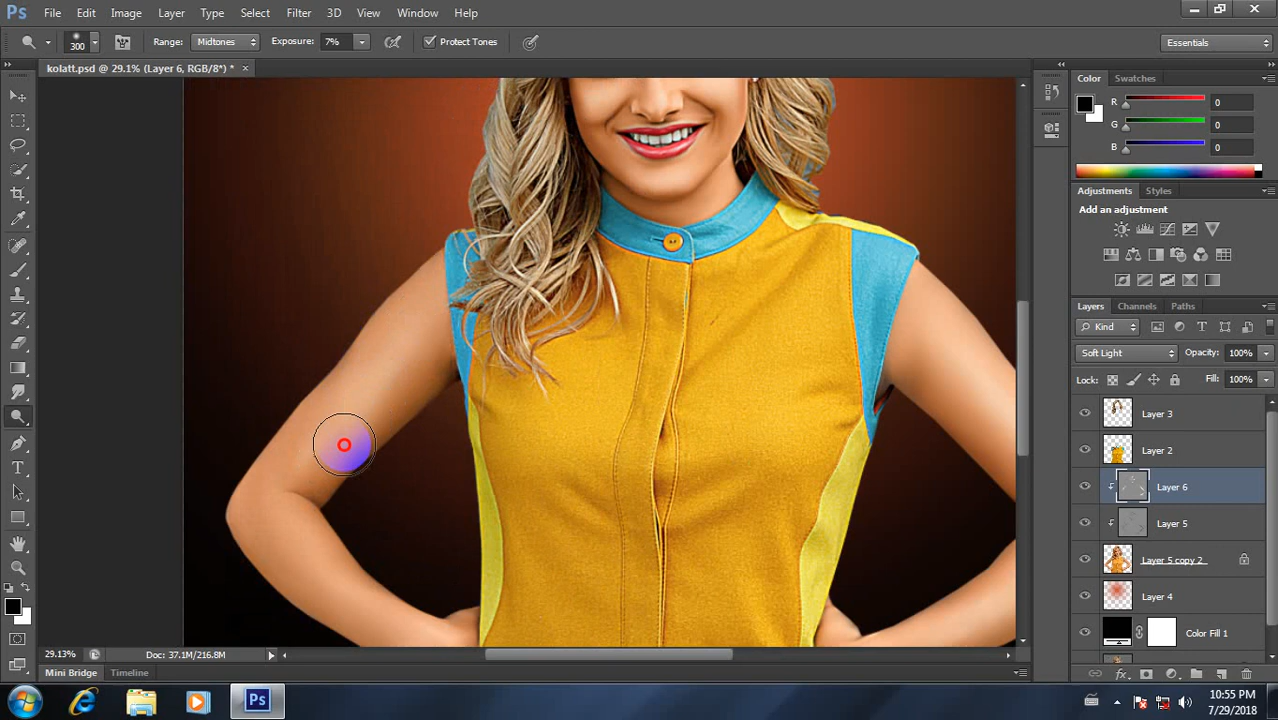 Ps File Edit Image Layer Type Select Filter 3D View Window Help
300 Range: Midtones Exposure: 7% Protect Tones Essentials
kolatt.psd @ 29.1% (Layer 6, RGB/8*) *
Color Swatches
R 0
G 0
B 0
Adjustments Styles
Add an adjustment
Layers Channels Paths
Kind
Soft Light Opacity: 100%
Lock: Fill: 100%
Layer 3
Layer 2
Layer 6
Layer 5
Layer 5 copy 2
Layer 4
Color Fill 1
29.13% Doc: 37.1M/216.8M
Mini Bridge Timeline
Ps 10:55 PM
7/29/2018